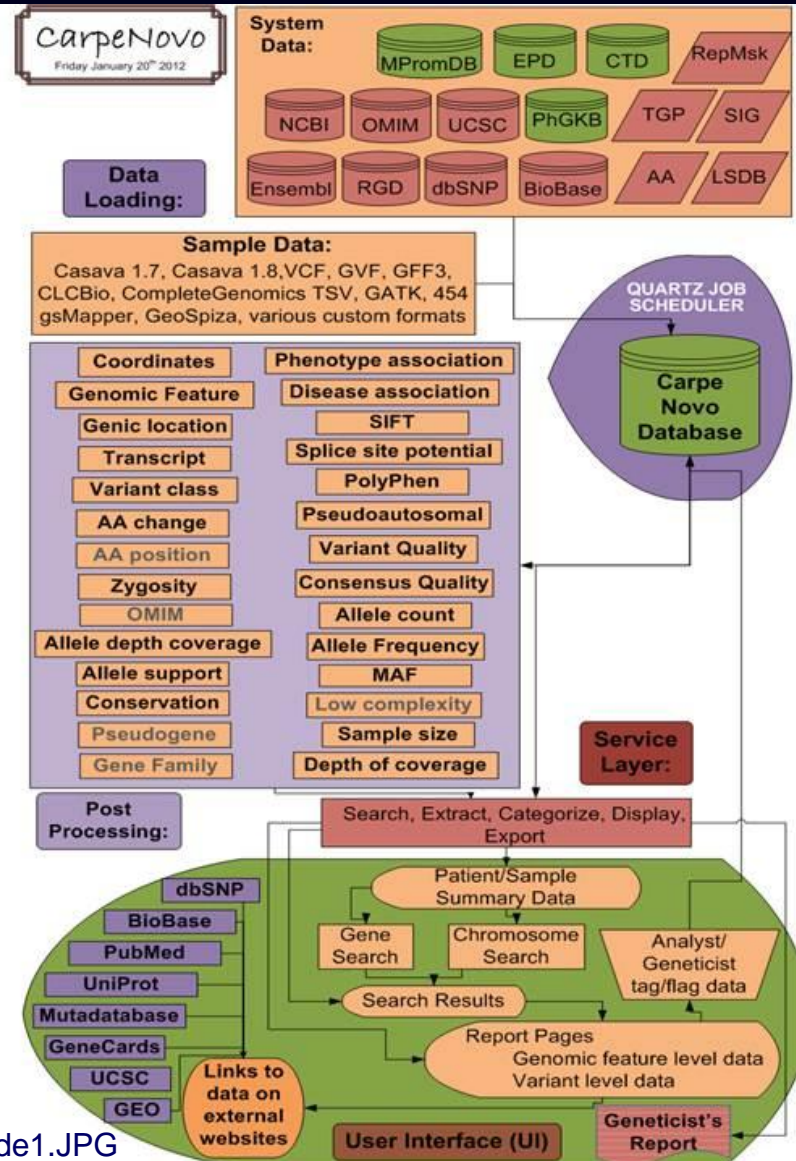 CarpeNovo
Friday January 20th 2012
System
Data:
MPromDB
EPD
CTD
RepMsk
NCBI
OMIM
UCSC
PhGKB
TGP
SIG
Ensembl
RGD
dbSNP
BioBase
AA
LSDB
Data
Loading:
Sample Data:
Casava 1.7, Casava 1.8,VCF, GVF, GFF3,
CLCBio, CompleteGenomics TSV, GATK, 454
gsMapper, GeoSpiza, various custom formats
QUARTZ JOB
SCHEDULER
Carpe
Novo
Database
Coordinates
Genomic Feature
Genic location
Transcript
Variant class
AA change
AA position
Zygosity
OMIM
Allele depth coverage
Allele support
Conservation
Pseudogene
Gene Family
Phenotype association
Disease association
SIFT
Splice site potential
PolyPhen
Pseudoautosomal
Variant Quality
Consensus Quality
Allele count
Allele Frequency
MAF
Low complexity
Sample size
Depth of coverage
Service
Layer:
Post
Processing:
Search, Extract, Categorize, Display,
Export
dbSNP
BioBase
PubMed
UniProt
Mutadatabase
GeneCards
UCSC
GEO
Patient/Sample
Summary Data
Gene
Search
Chromosome
Search
Analyst/
Geneticist
tag/flag data
Search Results
Report Pages
Genomic feature level data
Variant level data
Links to
data on
external
websites
User Interface (UI)
Geneticist's
Report
de1.JPG